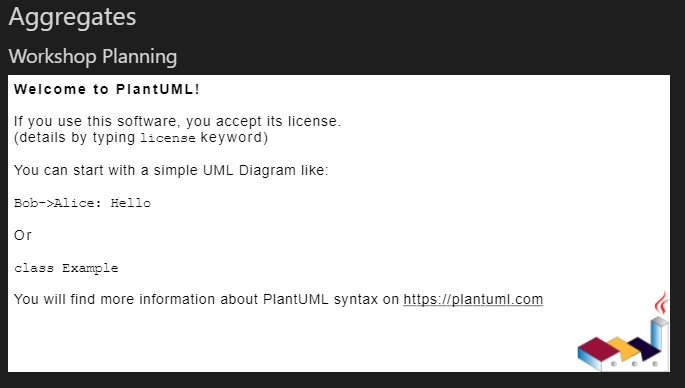 Aggregates
Workshop Planning
Welcome to PlantUML!
If you use this software, you accept its license.
(details by typing license keyword)
You can start with a simple UML Diagram like:
Bob->Alice: Hello
Or
class Example
You will find more information about PlantUML syntax on https://plantuml.com